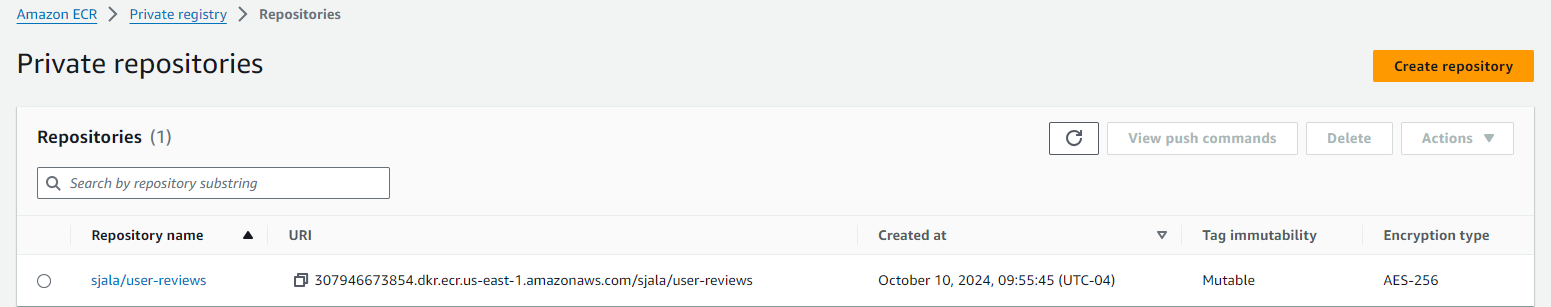 Amazon ECR > Private registry > Repositories
Private repositories
Create repository
Repositories (1)
View push commands Delete Actions
Search by repository substring
Repository name URI Created at Tag immutability Encryption type
sjala/user-reviews 307946673854.dkr.ecr.us-east-1.amazonaws.com/sjala/user-reviews October 10, 2024, 09:55:45 (UTC-04) Mutable AES-256